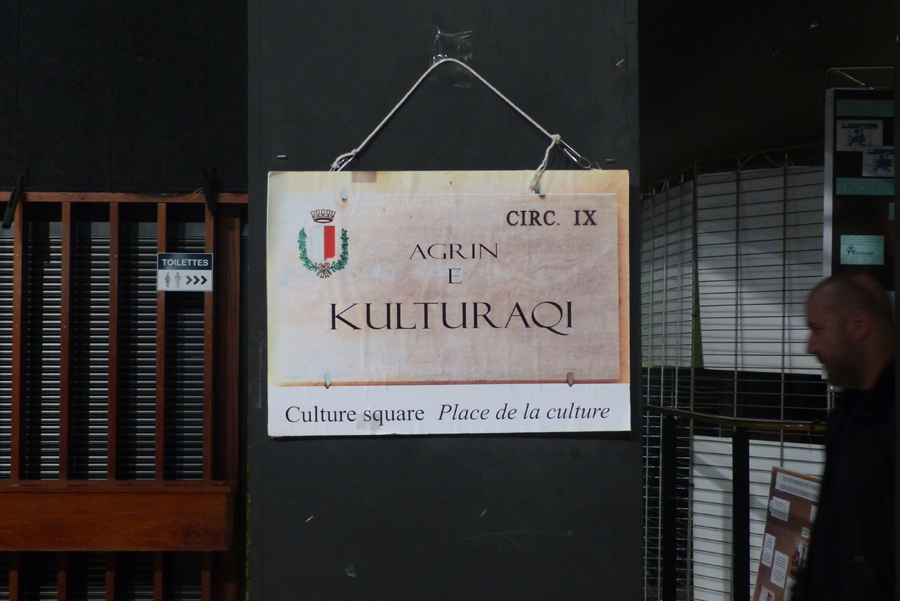 TOILETTES
CIRC. IX
AGRIN
E
KULTURAQI
Culture square Place de la culture